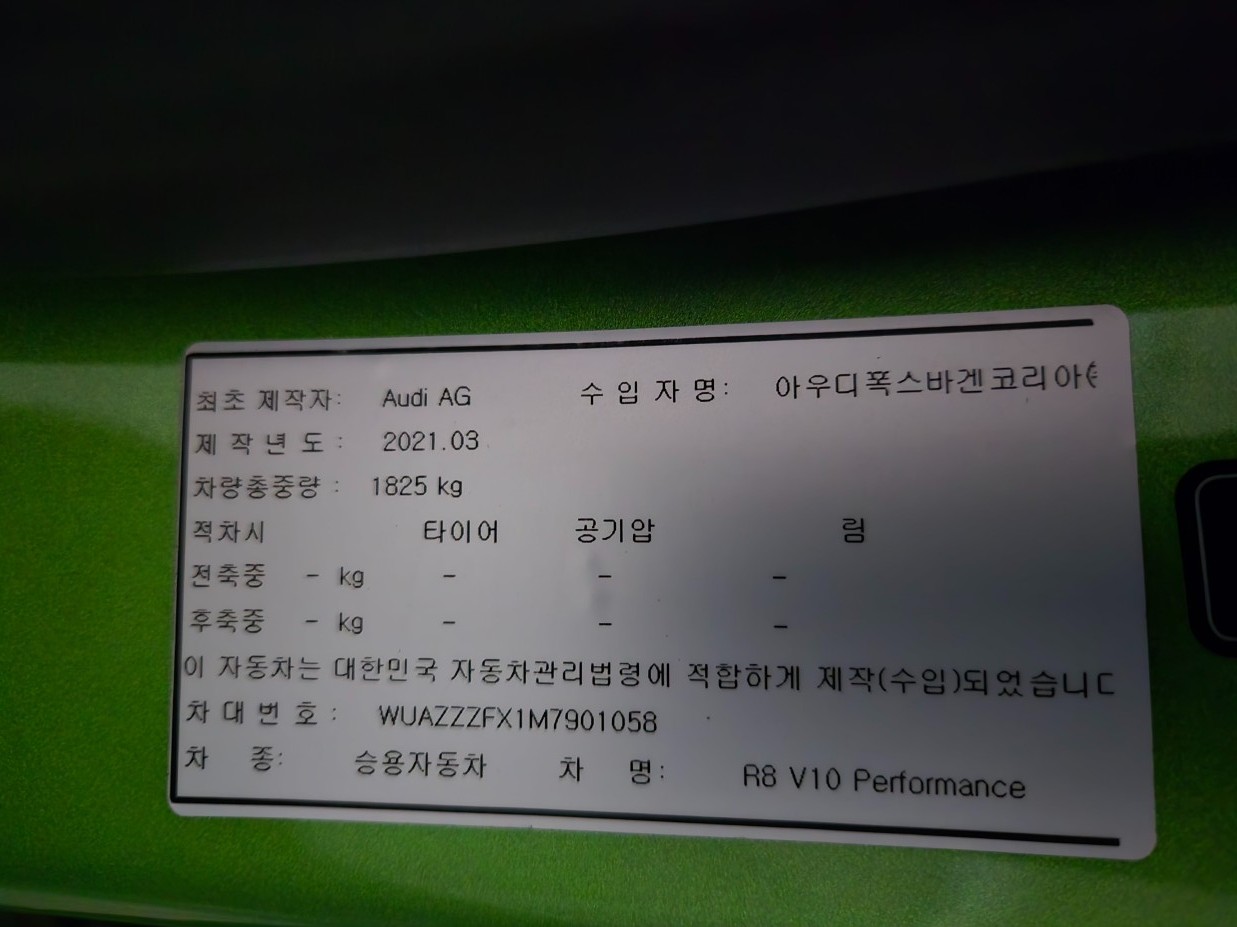 최초 제작자: Audi AG 수 입 자 명: 아우디폭스바겐코리아(
제 작 년 도 : 2021.03
차량총중량 : 1825 kg
적차시 타이어 공기압 림
전축중 - kg - - -
후축중 - kg - - -
이 자동차는 대한민국 자동차관리법령에 적합하게 제작(수입)되었습니ㄷ
차 대 번 호 : WUAZZZFX1M7901058
차 종: 승용자동차 차 명: R8 V10 Performance